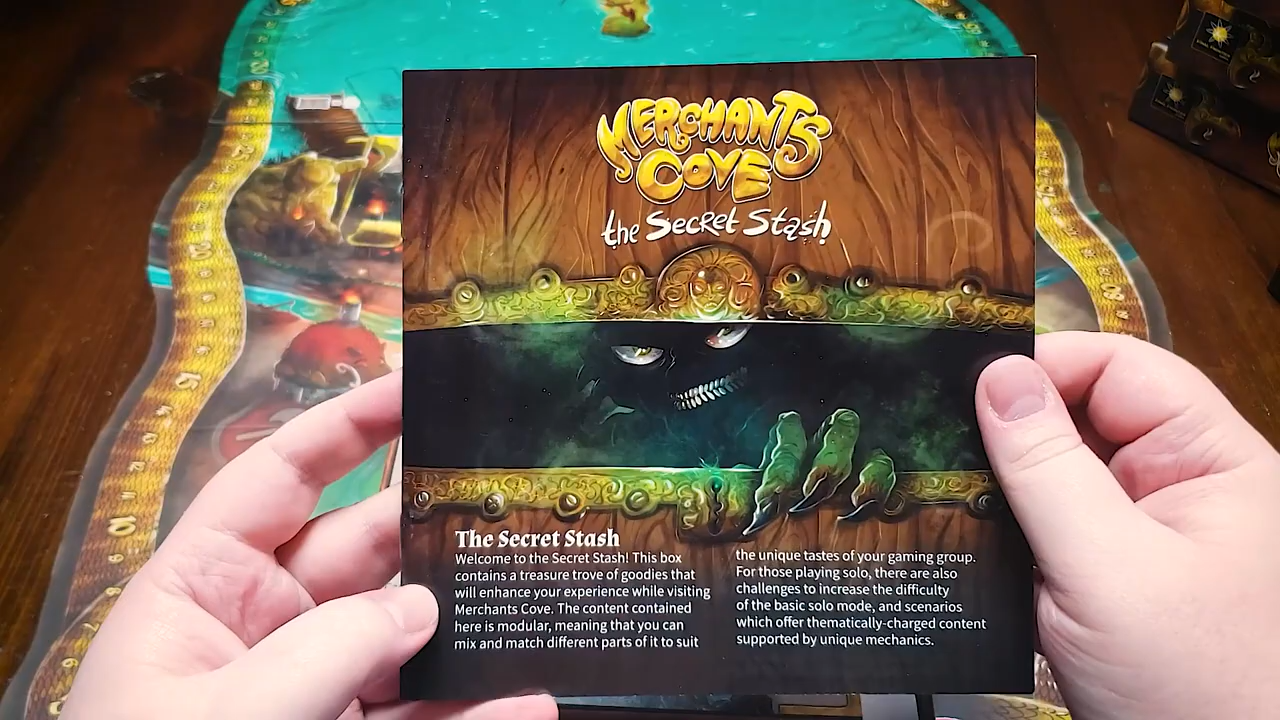 MERCHANTS
COVE
the Secret Stash
The Secret Stash
Welcome to the Secret Stash! This box
contains a treasure trove of goodies that
will enhance your experience while visiting
Merchants Cove. The content contained
here is modular, meaning that you can
mix and match different parts of it to suit
the unique tastes of your gaming group.
For those playing solo, there are also
challenges to increase the difficulty
of the basic solo mode, and scenarios
which offer thematically-charged content
supported by unique mechanics.